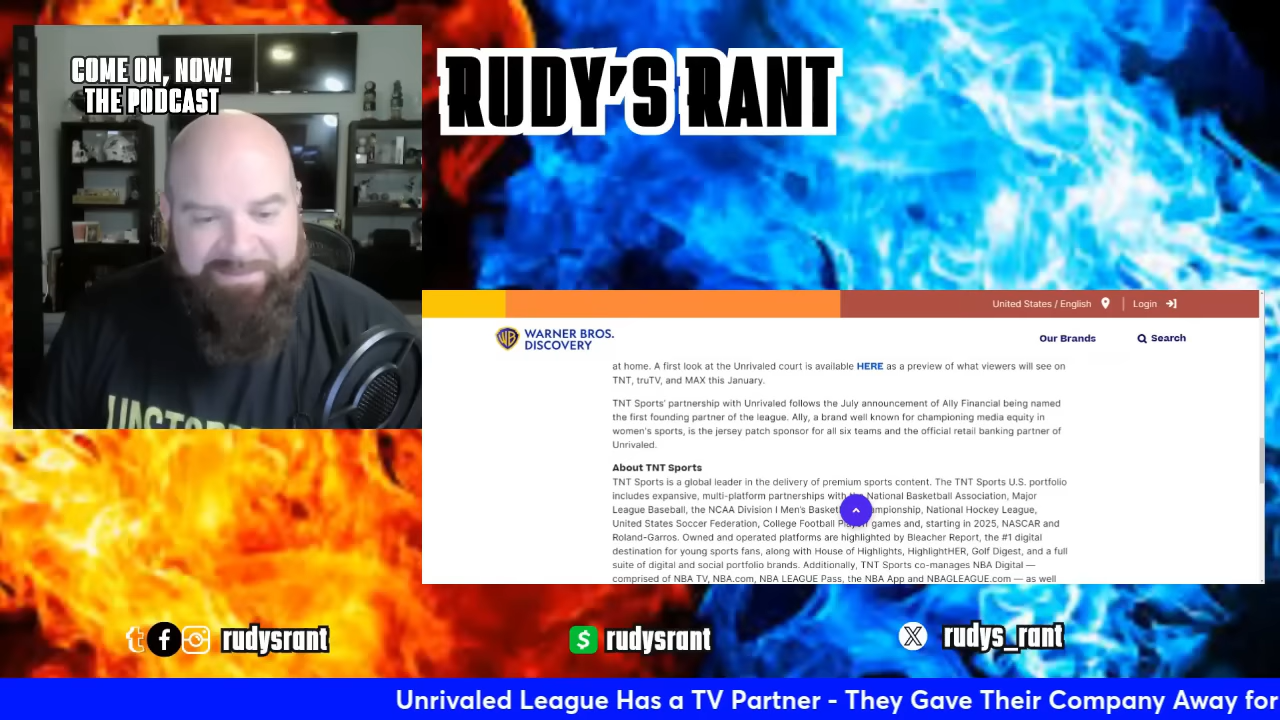 COME ON, NOW!
THE PODCAST
RUDY'S RANT
United States / English
Login
WARNER BROS.
DISCOVERY
Our Brands
Search
at home. A first look at the Unrivaled court is available HERE as a preview of what viewers will see on
TNT, truTV, and MAX this January.
TNT Sports' partnership with Unrivaled follows the July announcement of Ally Financial being named
the first founding partner of the league. Ally, a brand well known for championing media equity in
women's sports, is the jersey patch sponsor for all six teams and the official retail banking partner of
Unrivaled.
About TNT Sports
TNT Sports is a global leader in the delivery of premium sports content. The TNT Sports U.S. portfolio
includes expansive, multi-platform partnerships with the National Basketball Association, Major
League Baseball, the NCAA Division I Men's
United States Soccer Federation, College Football games and, starting in 2025, NASCAR and
National Hockey League,
Roland-Garros. Owned and operated platforms are highlighted by Bleacher Report, the #1 digital
destination for young sports fans, along with House of Highlights, HighlightHER, Golf Digest, and a full
suite of digital and social portfolio brands. Additionally, TNT Sports co-manages NBA Digital —
comprised of NBA TV, NBA.com, NBA LEAGUE Pass, the NBA App and NBAGLEAGUE.com — as well
rudysrant
rudysrant
rudys_rant
Unrivaled League Has a TV Partner - They Gave Their Company Away for